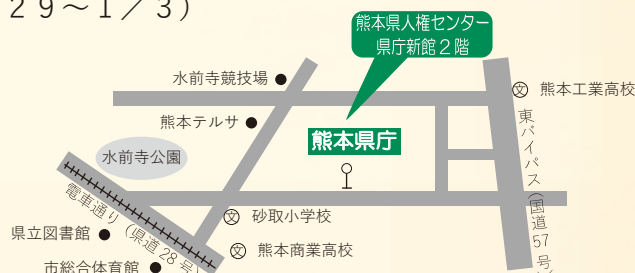 ２９～１／３）
熊本県人権センター
県庁新館２階
水前寺競技場
文 熊本工業高校
熊本テルサ
熊本県庁
水前寺公園
東バイパス（国道57号）
電車通り（県道28号）
文 砂取小学校
県立図書館
文 熊本商業高校
市総合体育館